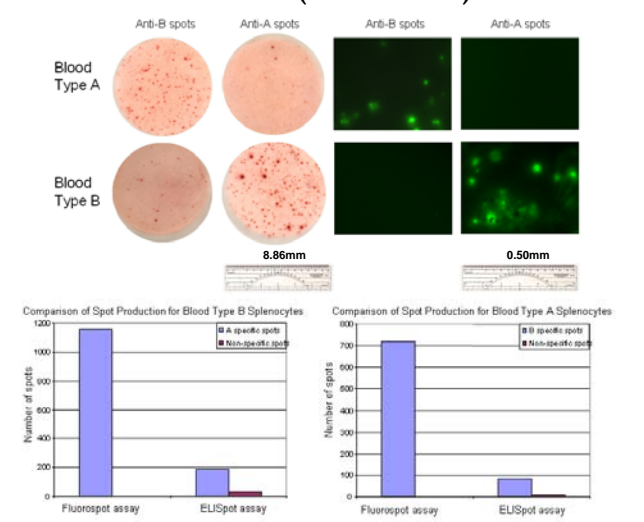 Anti-B spots Anti-A spots Anti-B spots Anti-A spots
Blood
Type A
Blood
Type B
8.86mm 0.50mm
Comparison of Spot Production for Blood Type B Splenocytes
Number of spots
1200
1000
800
600
400
200
0
A specific spots
Non-specific spots
Fluorospot assay ELISpot assay
Comparison of Spot Production for Blood Type A Splenocytes
Number of spots
800
700
600
500
400
300
200
100
0
B specific spots
Non-specific spots
Fluorospot assay ELISpot assay